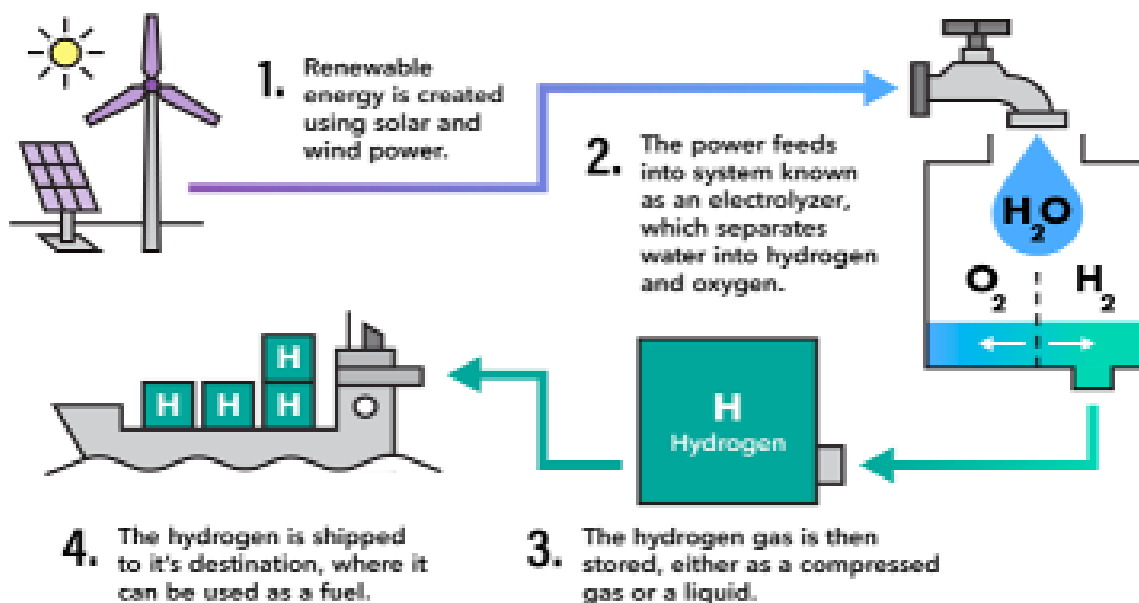 1. Renewable
energy is created
using solar and
wind power.
2. The power feeds
into system known
as an electrolyzer,
which separates
water into hydrogen
and oxygen.
H₂O
O₂ H₂
H
Hydrogen
H
H H H
3. The hydrogen gas is then
stored, either as a compressed
gas or a liquid.
4. The hydrogen is shipped
to it's destination, where it
can be used as a fuel.